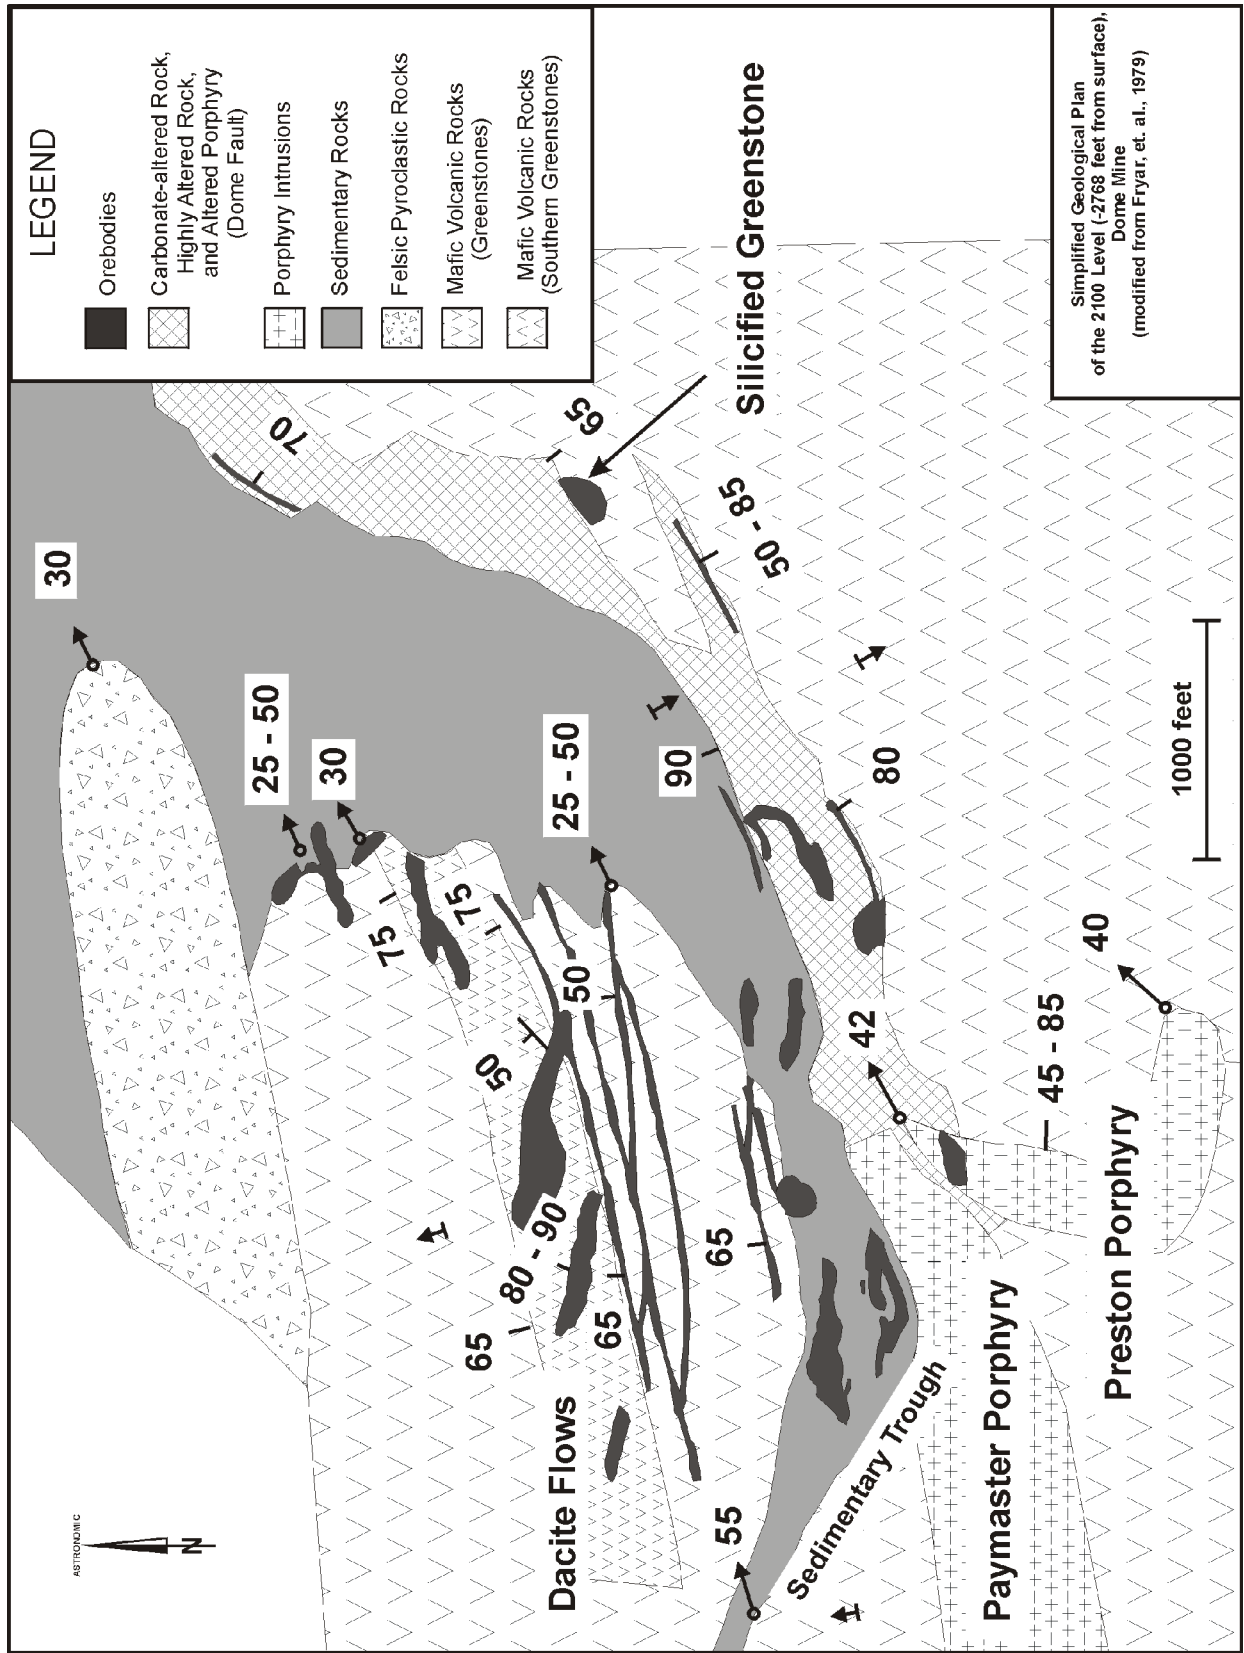 LEGEND
Orebodies
Carbonate-altered Rock,
Highly Altered Rock,
and Altered Porphyry
(Dome Fault)
Porphyry Intrusions
Sedimentary Rocks
Felsic Pyroclastic Rocks
Mafic Volcanic Rocks
(Greenstones)
Mafic Volcanic Rocks
(Southern Greenstones)
Simplified Geological Plan
of the 2100 Level (-2768 feet from surface),
Dome Mine
(modified from Fryar, et. al., 1979)
ASTRONOMIC
N
30
70
65
Silicified Greenstone
50 - 85
25 - 50
30
25 - 50
90
80
75
75
50
50
42
40
45 - 85
80 - 90
65
65
65
55
Dacite Flows
Sedimentary Trough
Paymaster Porphyry
Preston Porphyry
1000 feet